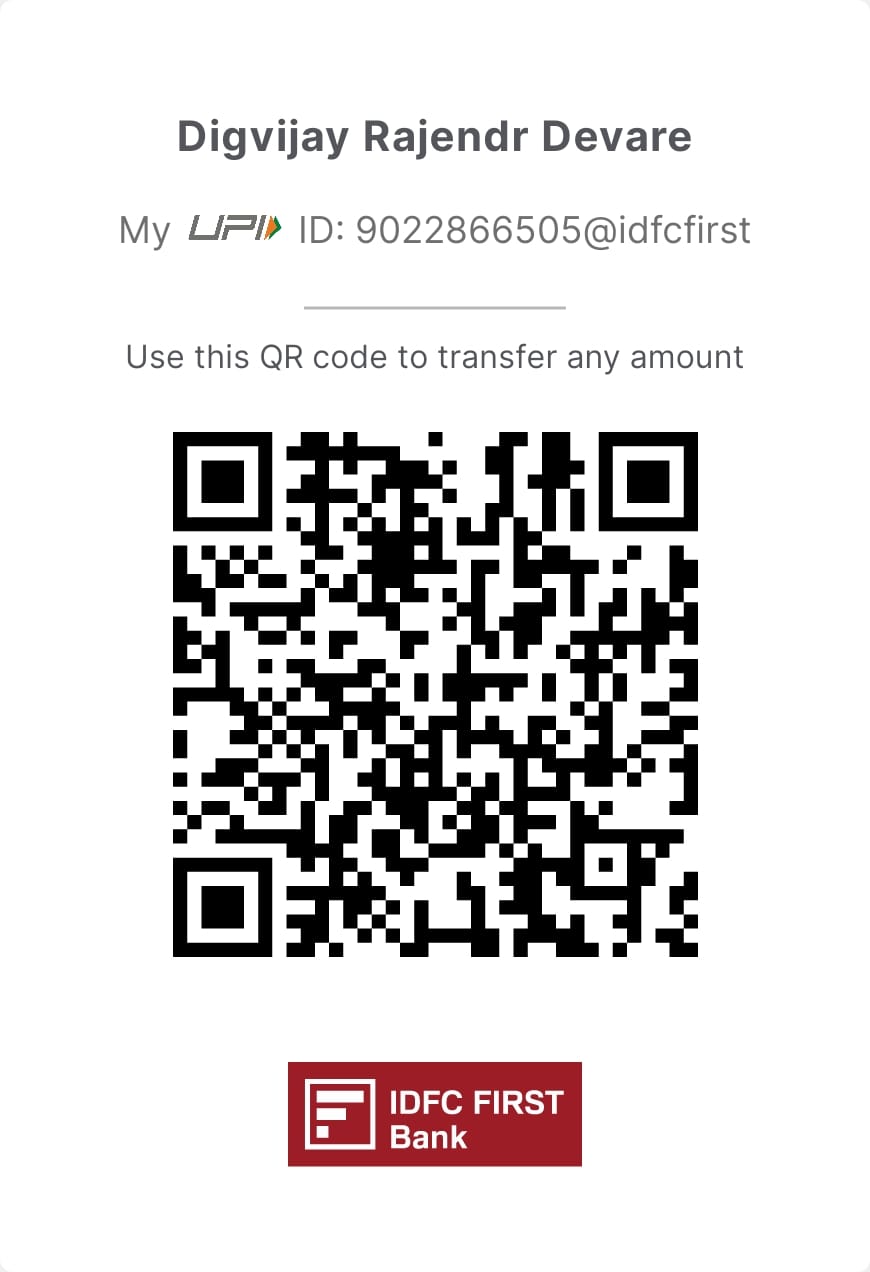 Digvijay Rajendr Devare
My UPI ID: 9022866505@idfcfirst
Use this QR code to transfer any amount
IDFC FIRST
Bank